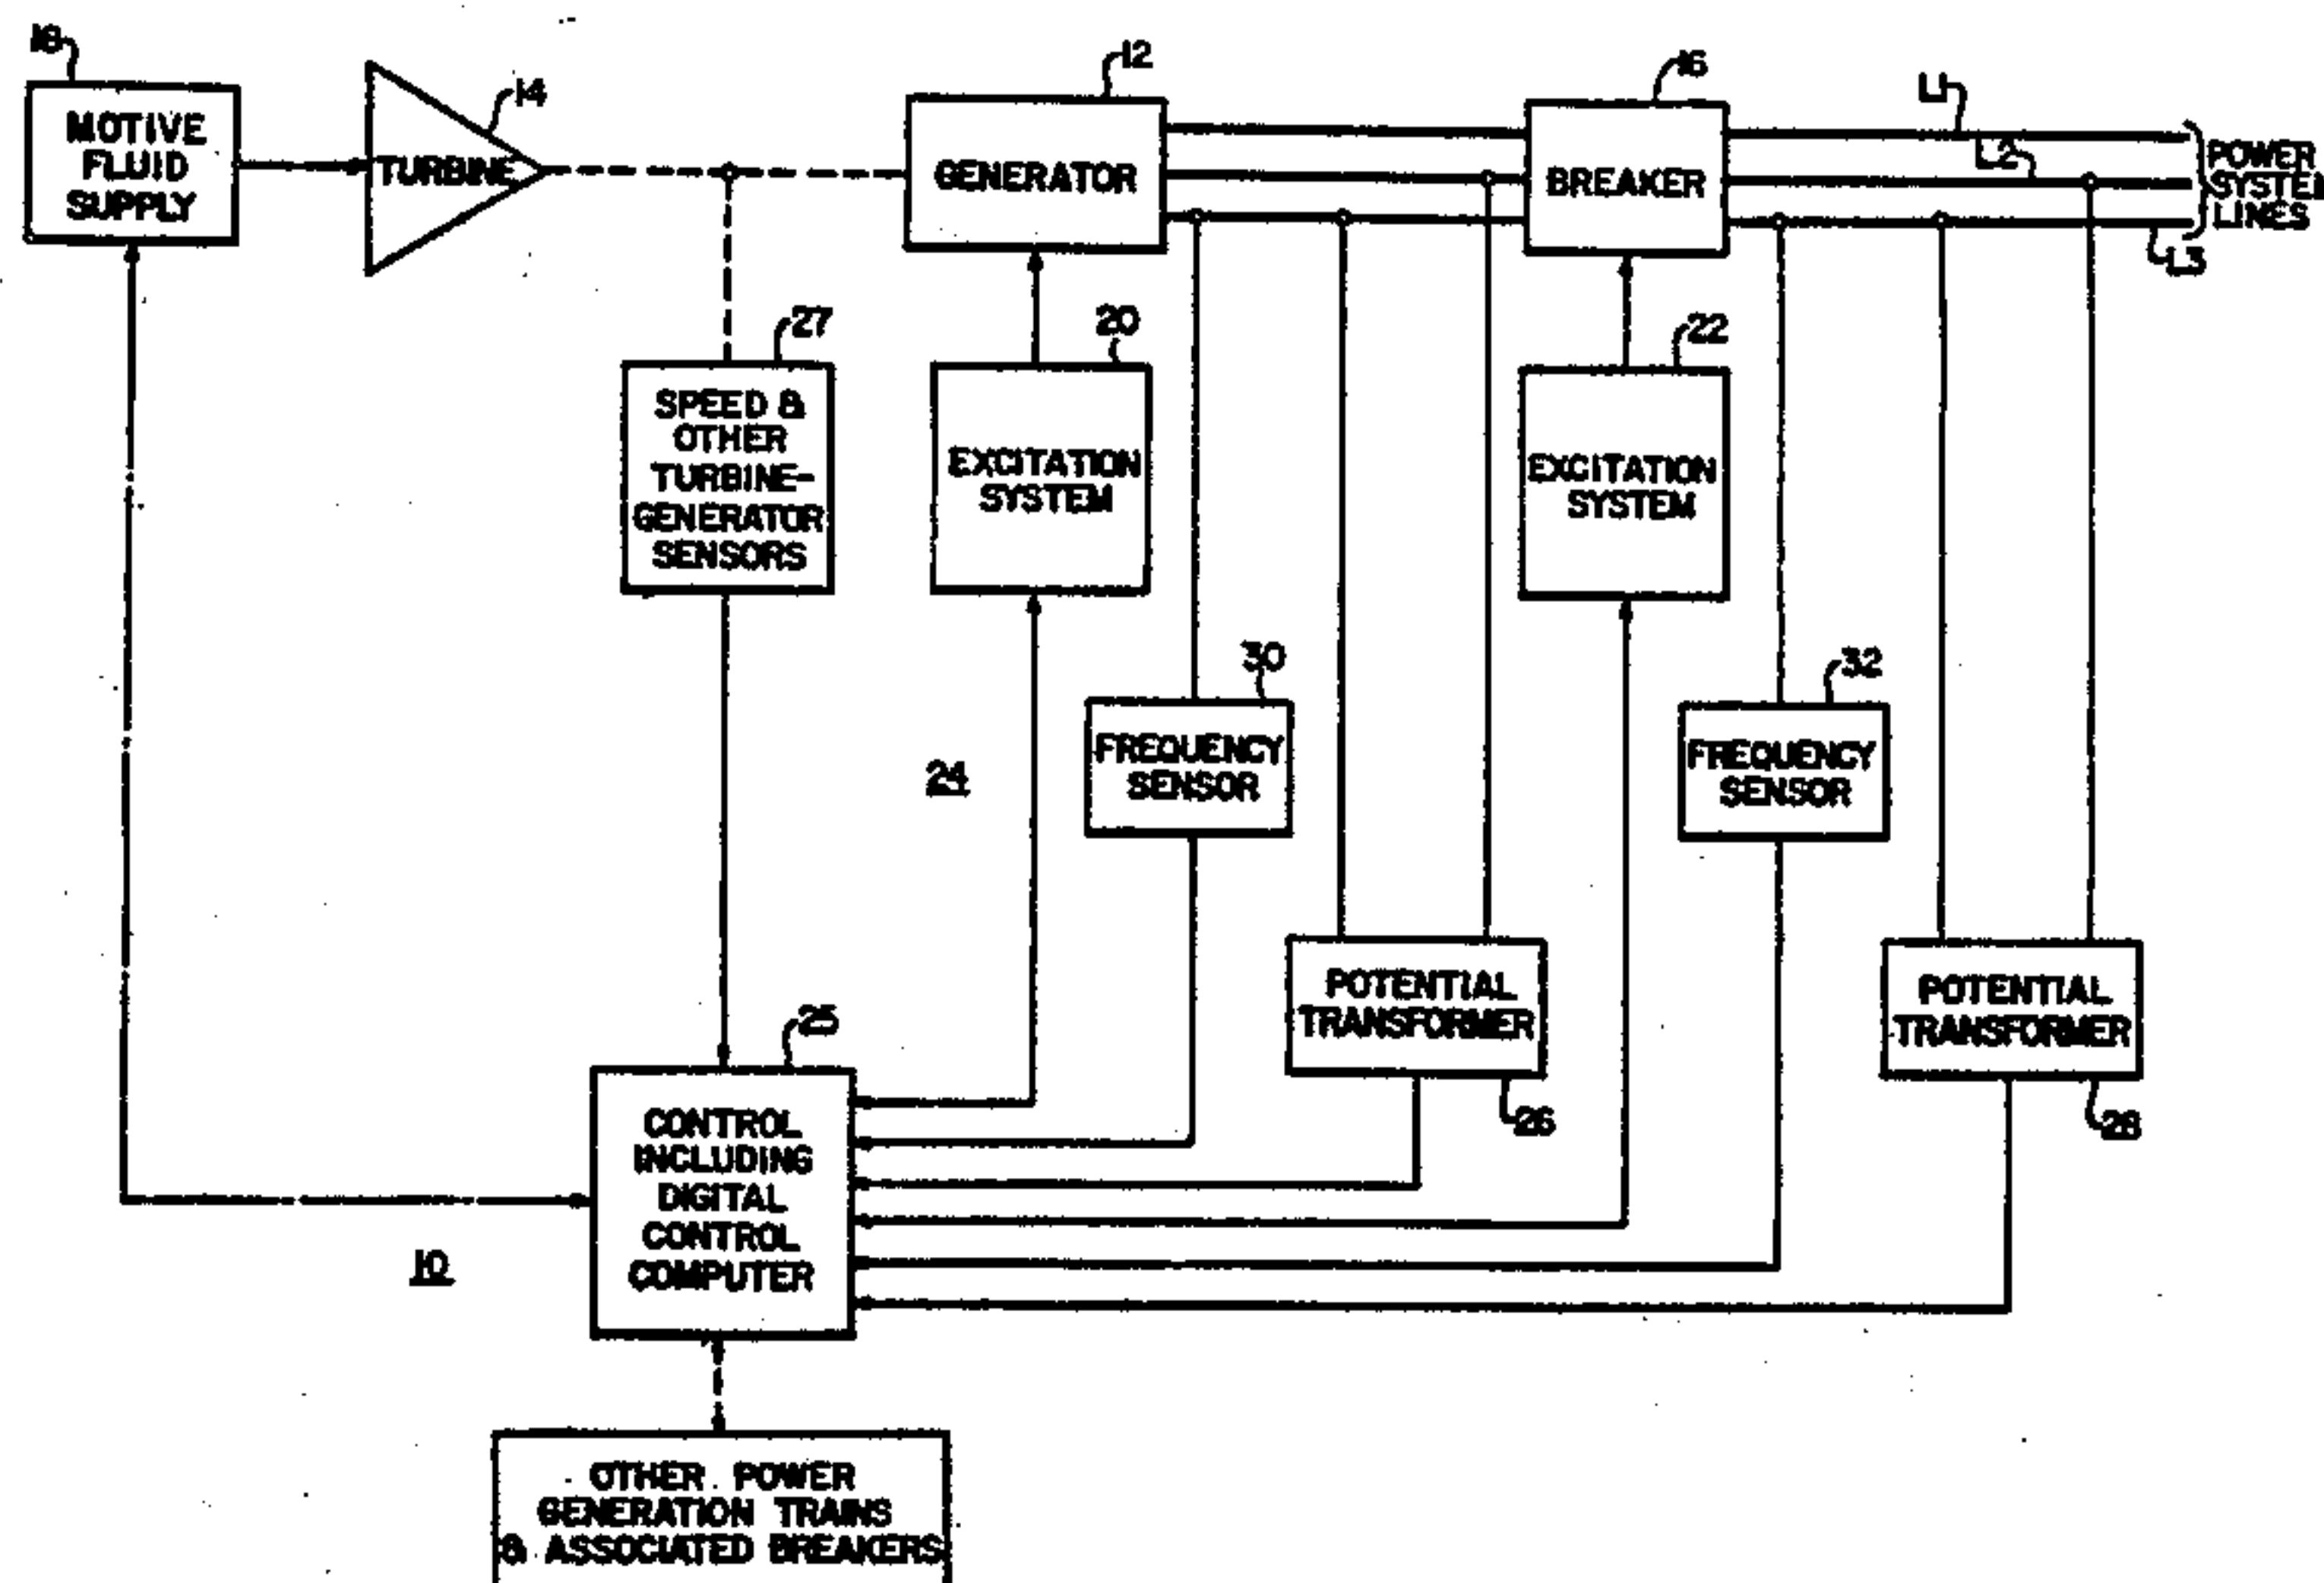 18
MOTIVE
FLUID
SUPPLY
14
TURBINE
12
GENERATOR
16
BREAKER
L1
L2
L3
POWER
SYSTEM
LINES
27
SPEED &
OTHER
TURBINE-
GENERATOR
SENSORS
20
EXCITATION
SYSTEM
22
EXCITATION
SYSTEM
24
30
FREQUENCY
SENSOR
32
FREQUENCY
SENSOR
POTENTIAL
TRANSFORMER
26
POTENTIAL
TRANSFORMER
28
25
CONTROL
INCLUDING
DIGITAL
CONTROL
COMPUTER
10
OTHER POWER
GENERATION TRAINS
& ASSOCIATED BREAKERS